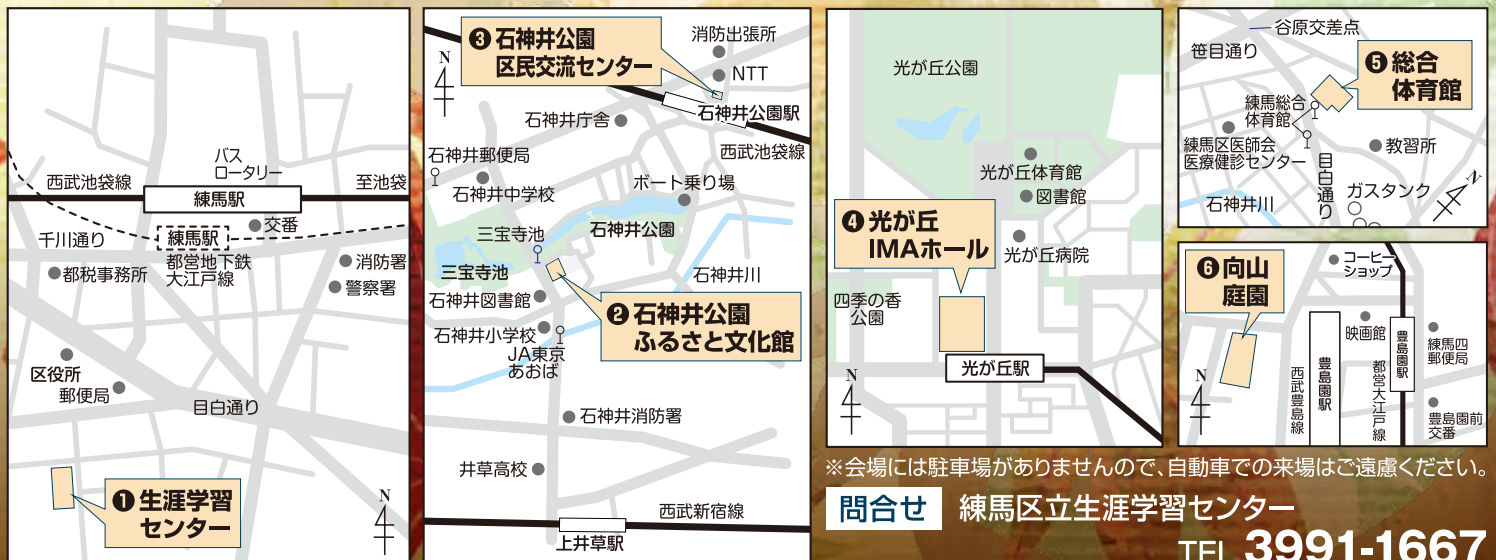 バス
ロータリー
西武池袋線
至池袋
練馬駅
交番
千川通り
練馬駅
都営地下鉄
大江戸線
都税事務所
消防署
警察署
区役所
郵便局
目白通り
❶生涯学習
センター
N
❸石神井公園
区民交流センター
消防出張所
NTT
N
石神井公園駅
石神井庁舎
西武池袋線
石神井郵便局
石神井中学校
ボート乗り場
石神井公園
三宝寺池
三宝寺池
石神井川
石神井図書館
❷石神井公園
ふるさと文化館
石神井小学校
JA東京
あおば
石神井消防署
井草高校
西武新宿線
上井草駅
光が丘公園
光が丘体育館
図書館
❹光が丘
IMAホール
光が丘病院
四季の香
公園
光が丘駅
N
谷原交差点
笹目通り
❺総合
体育館
練馬総合
体育館
練馬区医師会
医療健診センター
教習所
目白通り
ガスタンク
石神井川
N
❻向山
庭園
コーヒー
ショップ
映画館
豊島園駅
豊島園駅
練馬四
郵便局
西武豊島線
都営大江戸線
豊島園前
交番
N
※会場には駐車場がありませんので、自動車での来場はご遠慮ください。
問合せ 練馬区立生涯学習センター
TEL 3991-1667